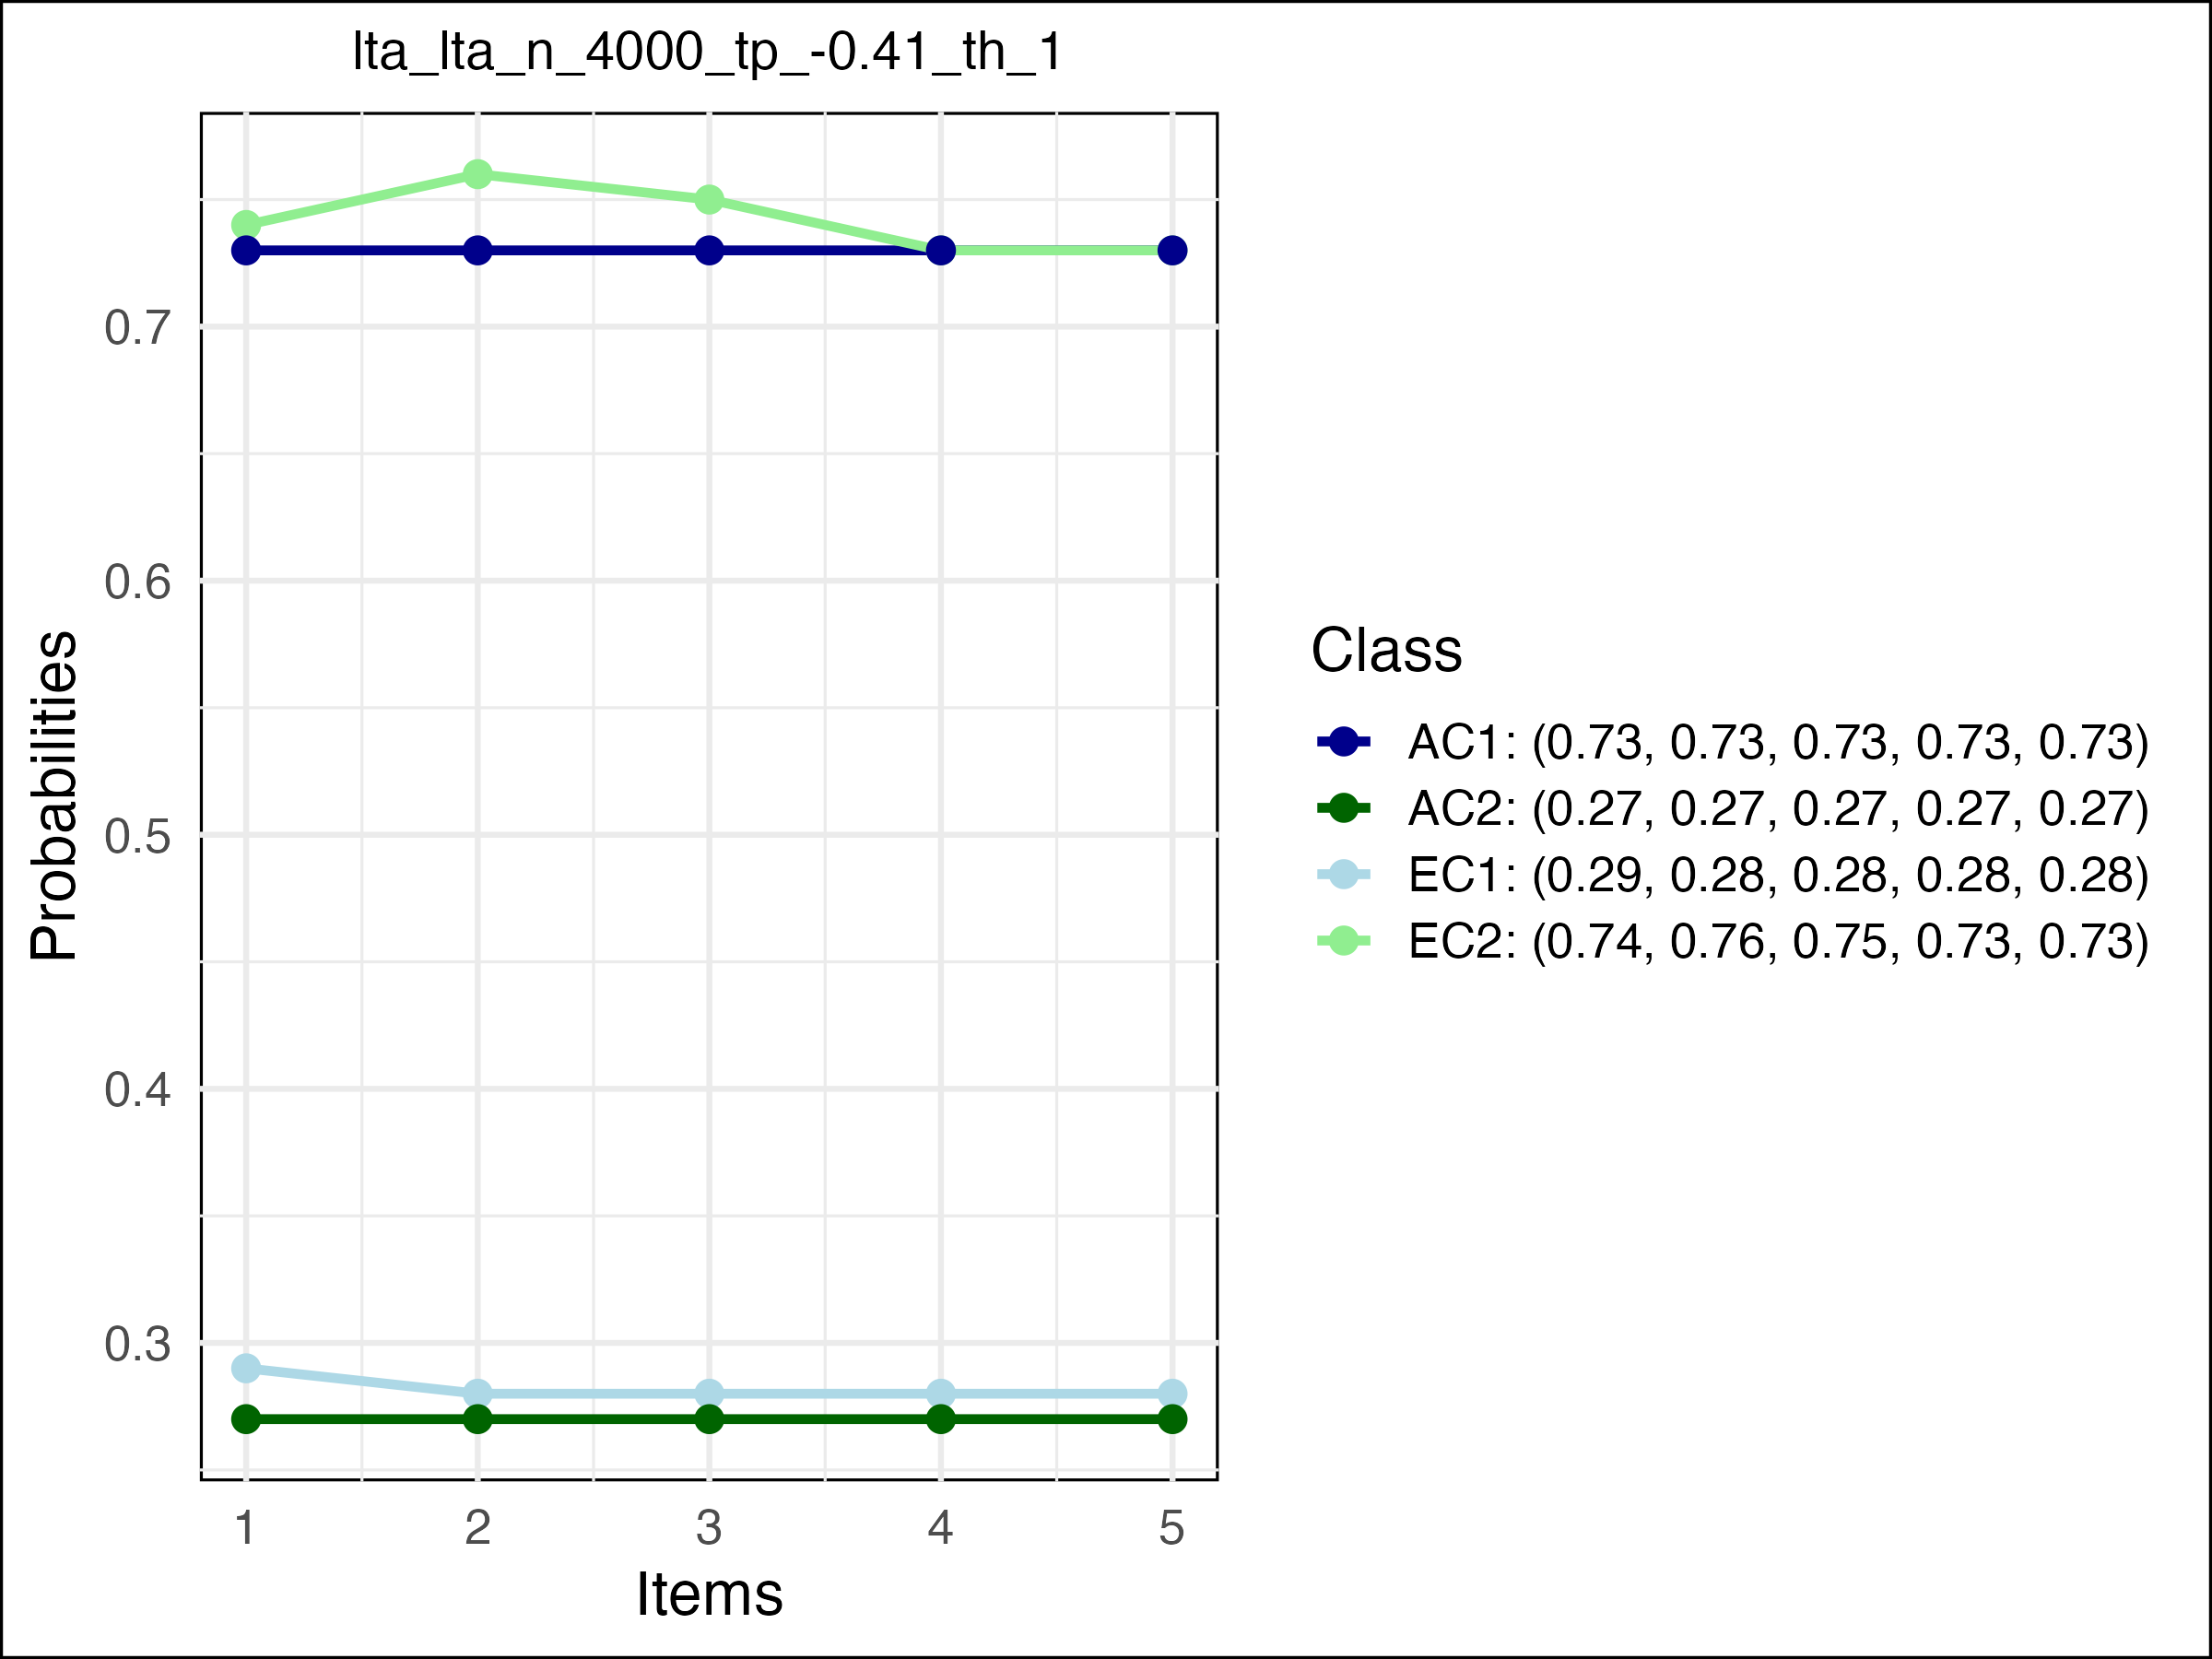 lta_lta_n_4000_tp_-0.41_th_1
Probabilities
0.7
0.6
0.5
0.4
0.3
1 2 3 4 5
Items
Class
AC1: (0.73, 0.73, 0.73, 0.73, 0.73)
AC2: (0.27, 0.27, 0.27, 0.27, 0.27)
EC1: (0.29, 0.28, 0.28, 0.28, 0.28)
EC2: (0.74, 0.76, 0.75, 0.73, 0.73)